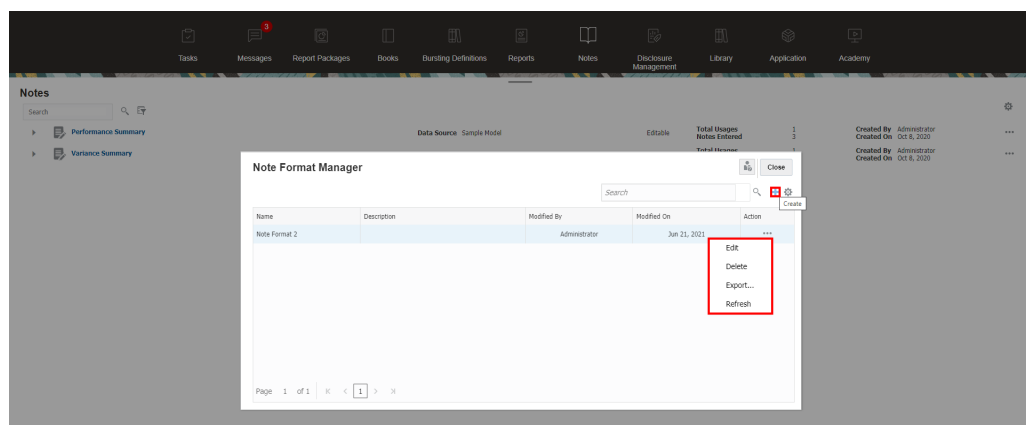 3
Tasks Messages Report Packages Books Bursting Definitions Reports Notes Disclosure Management Library Application Academy
Notes
Search
Performance Summary Data Source Sample Model Editable Total Usages 1 Created By Administrator
Notes Entered 3 Created On Oct 8, 2020
Variance Summary Total Usages 1 Created By Administrator
Created On Oct 8, 2020
Note Format Manager Close
Search
Create
Name Description Modified By Modified On Action
Note Format 2 Administrator Jun 21, 2021
Edit
Delete
Export...
Refresh
Page 1 of 1 1